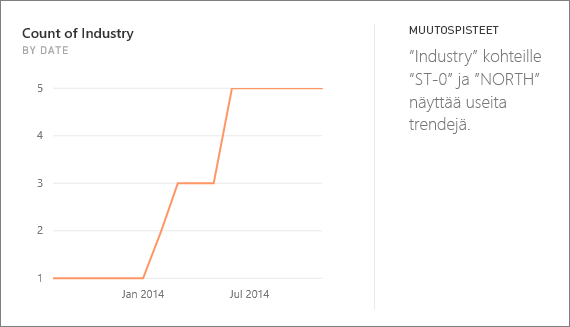 Count of Industry
BY DATE
5
4
3
2
1
Jan 2014
Jul 2014
MUUTOSPISTEET
”Industry” kohteille
”ST-0” ja ”NORTH”
näyttää useita
trendejä.